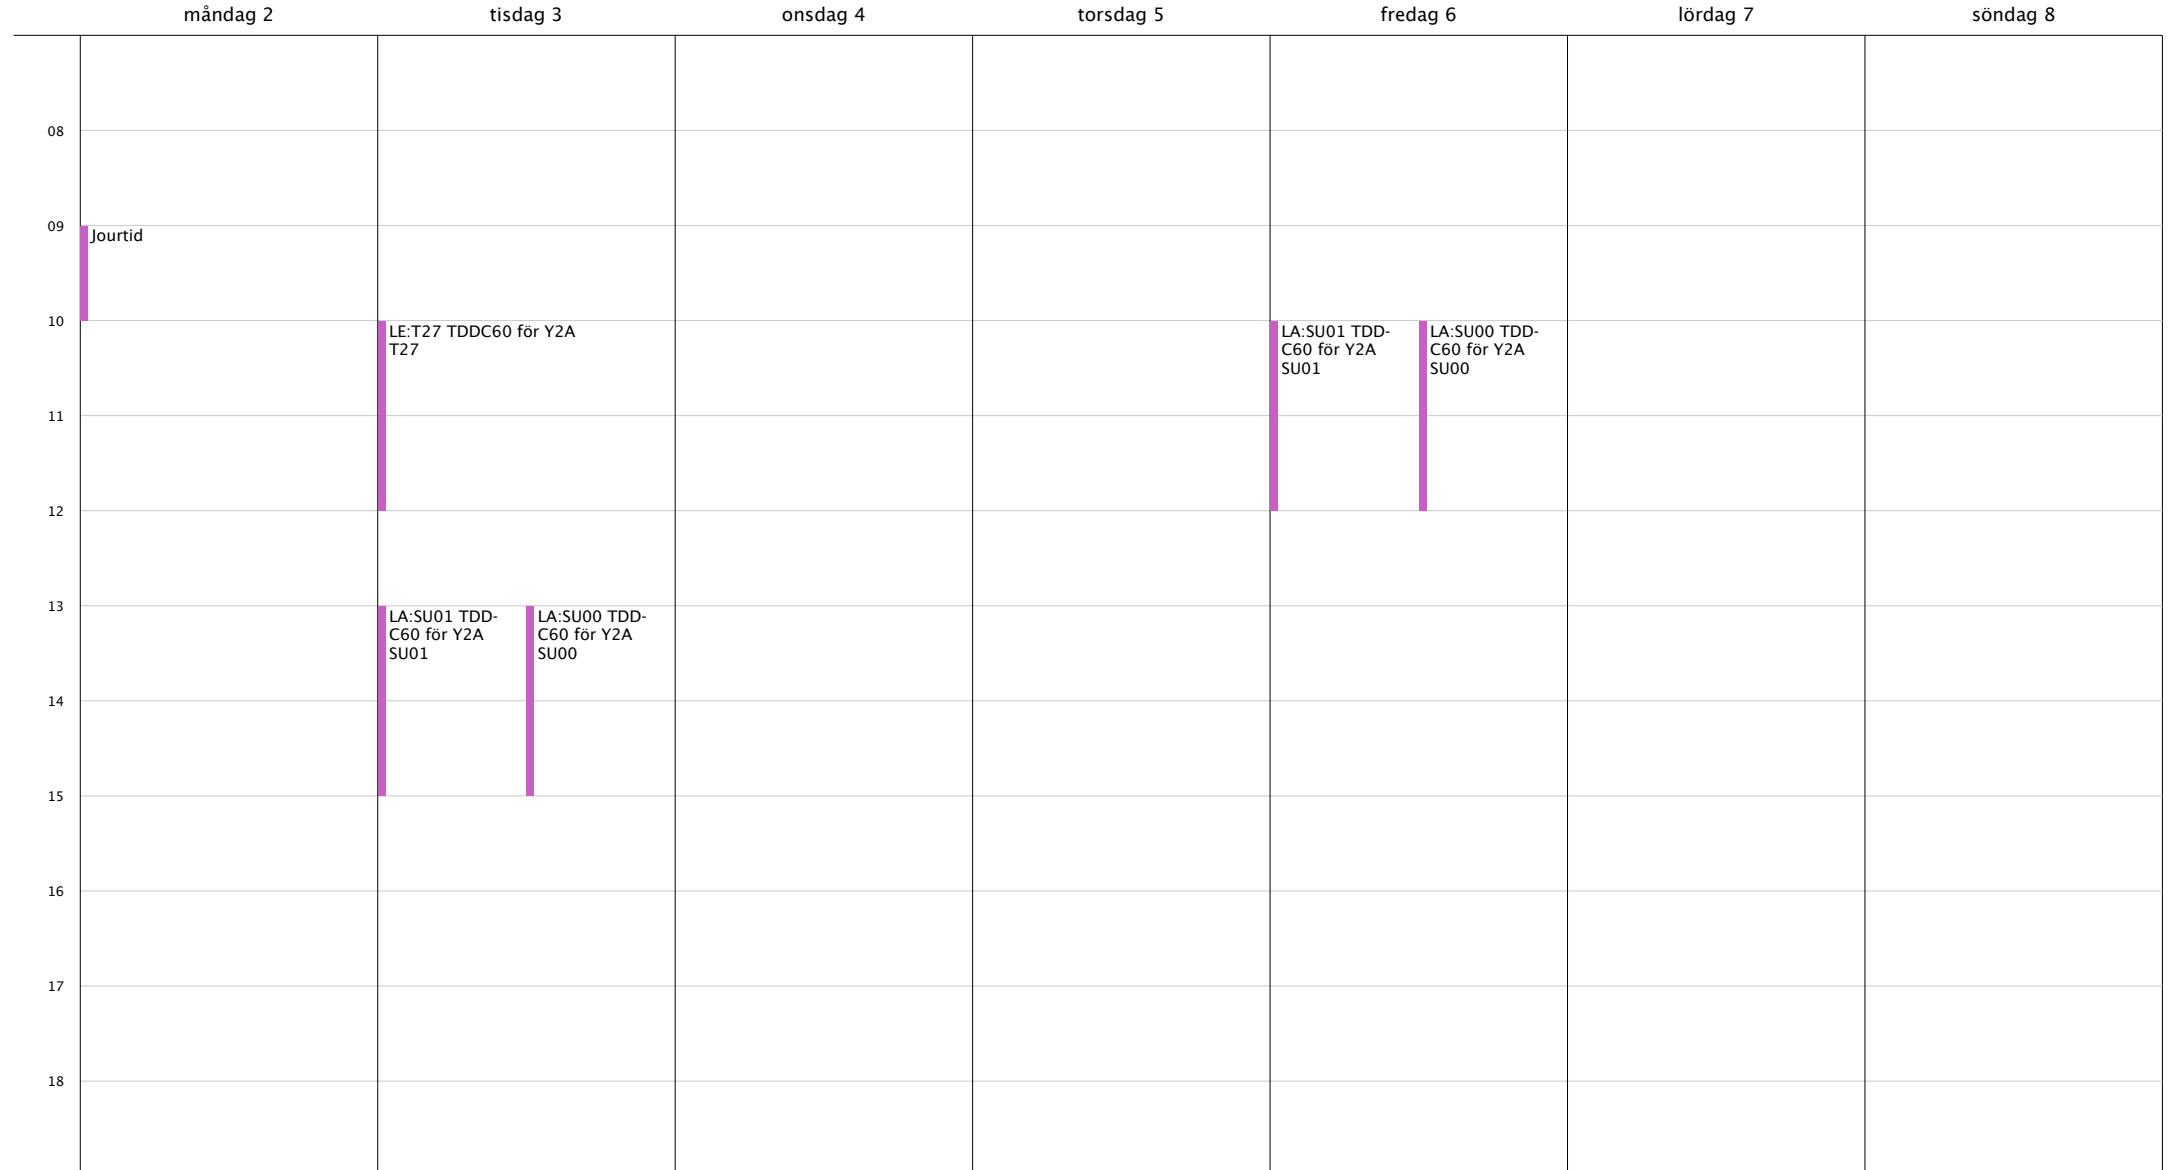 måndag 2
tisdag 3
onsdag 4
torsdag 5
fredag 6
lördag 7
söndag 8
08
09
Jourtid
10
LE:T27 TDDC60 för Y2A
T27
LA:SU01 TDD-
C60 för Y2A
SU01
LA:SU00 TDD-
C60 för Y2A
SU00
11
12
13
LA:SU01 TDD-
C60 för Y2A
SU01
LA:SU00 TDD-
C60 för Y2A
SU00
14
15
16
17
18